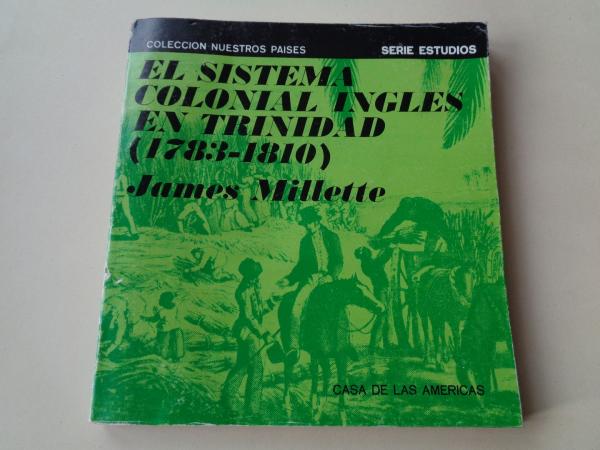 COLECCION NUESTROS PAISES SERIE ESTUDIOS
EL SISTEMA
COLONIAL INGLES
EN TRINIDAD
(1783-1810)
James Millette
CASA DE LAS AMERICAS